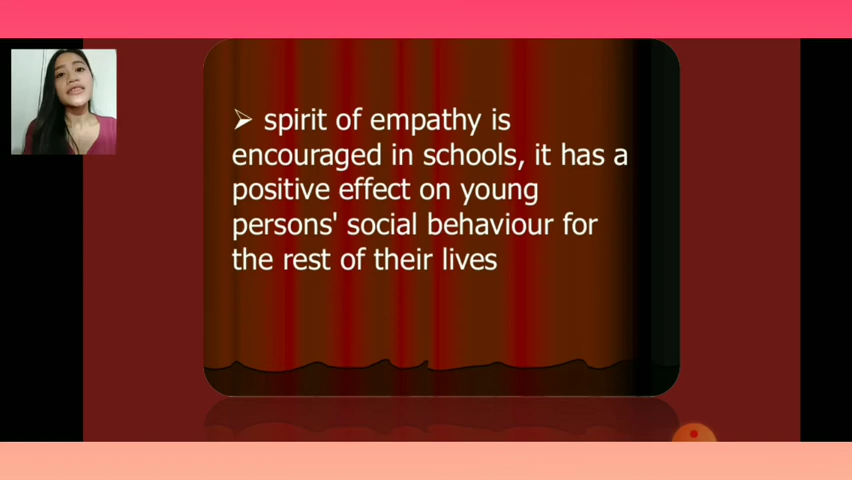 ➢ spirit of empathy is
encouraged in schools, it has a
positive effect on young
persons' social behaviour for
the rest of their lives